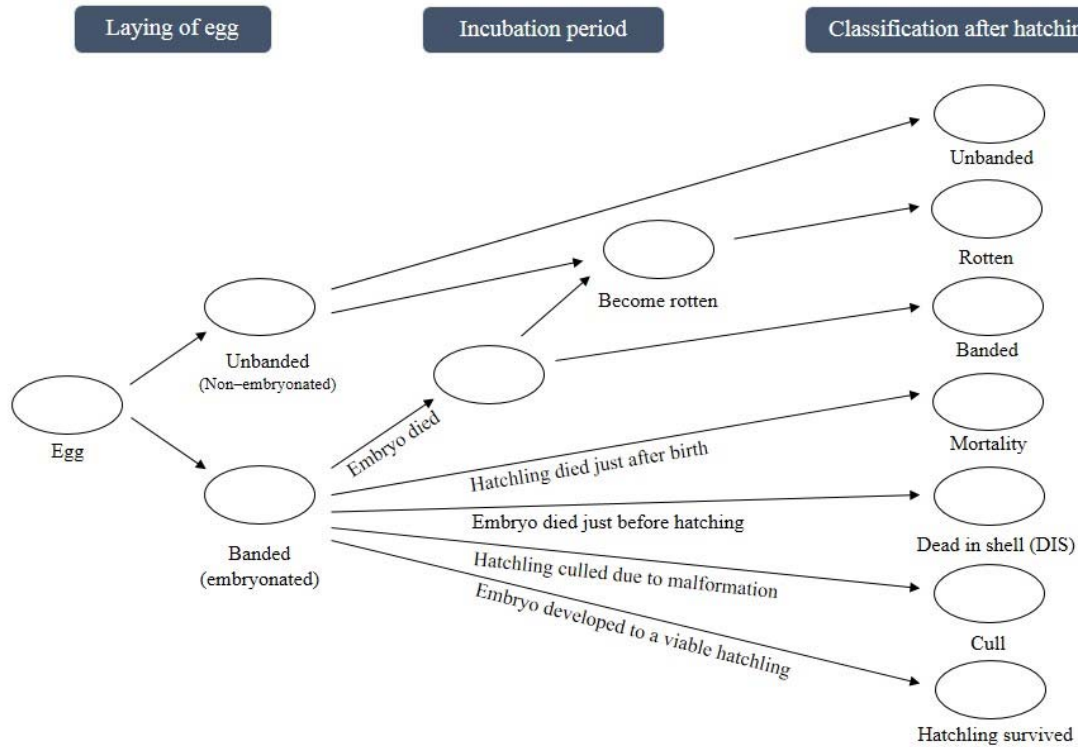 Laying of egg
Incubation period
Classification after hatchin
Unbanded
Rotten
Become rotten
Banded
Unbanded
(Non–embryonated)
Egg
Embryo died
Hatchling died just after birth
Mortality
Embryo died just before hatching
Dead in shell (DIS)
Banded
(embryonated)
Hatchling culled due to malformation
Cull
Embryo developed to a viable hatchling
Hatchling survived